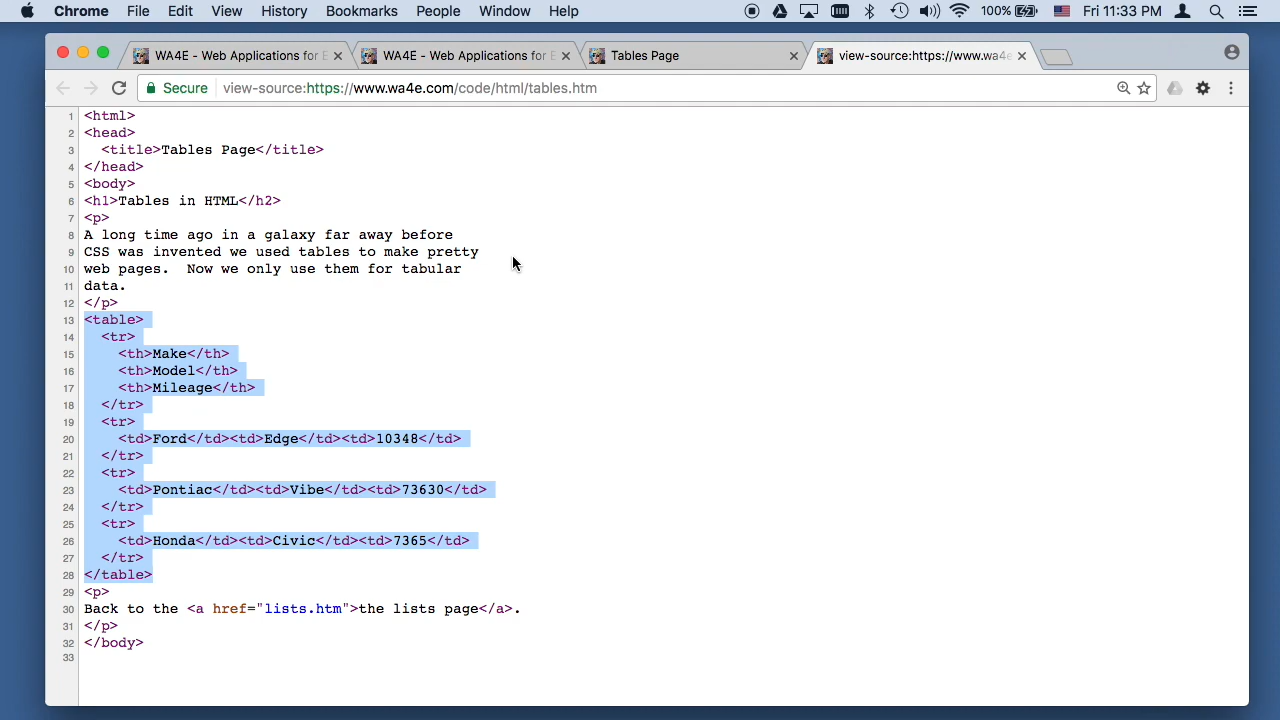 Chrome File Edit View History Bookmarks People Window Help 100% Fri 11:33 PM
WA4E - Web Applications for E WA4E - Web Applications for E Tables Page view-source:https://www.wa4e
Secure view-source:https://www.wa4e.com/code/html/tables.htm
1 <html>
2 <head>
3 <title>Tables Page</title>
4 </head>
5 <body>
6 <h1>Tables in HTML</h2>
7 <p>
8 A long time ago in a galaxy far away before
9 CSS was invented we used tables to make pretty
10 web pages.  Now we only use them for tabular
11 data.
12 </p>
13 <table>
14 <tr>
15 <th>Make</th>
16 <th>Model</th>
17 <th>Mileage</th>
18 </tr>
19 <tr>
20 <td>Ford</td><td>Edge</td><td>10348</td>
21 </tr>
22 <tr>
23 <td>Pontiac</td><td>Vibe</td><td>73630</td>
24 </tr>
25 <tr>
26 <td>Honda</td><td>Civic</td><td>7365</td>
27 </tr>
28 </table>
29 <p>
30 Back to the <a href="lists.htm">the lists page</a>.
31 </p>
32 </body>
33